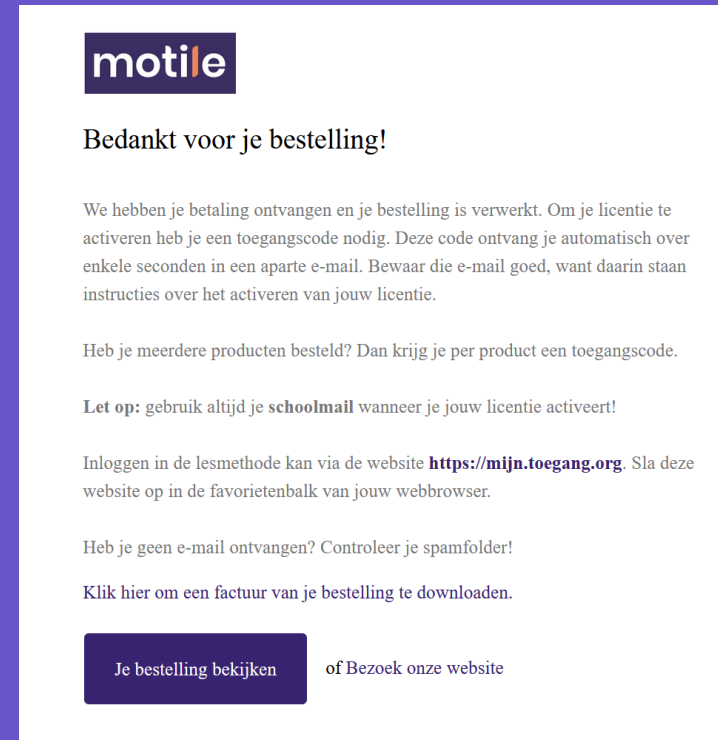 motile
Bedankt voor je bestelling!
We hebben je betaling ontvangen en je bestelling is verwerkt. Om je licentie te
activeren heb je een toegangscode nodig. Deze code ontvang je automatisch over
enkele seconden in een aparte e-mail. Bewaar die e-mail goed, want daarin staan
instructies over het activeren van jouw licentie.
Heb je meerdere producten besteld? Dan krijg je per product een toegangscode.
Let op: gebruik altijd je schoolmail wanneer je jouw licentie activeert!
Inloggen in de lesmethode kan via de website https://mijn.toegang.org. Sla deze
website op in de favorietenbalk van jouw webbrowser.
Heb je geen e-mail ontvangen? Controleer je spamfolder!
Klik hier om een factuur van je bestelling te downloaden.
Je bestelling bekijken of Bezoek onze website